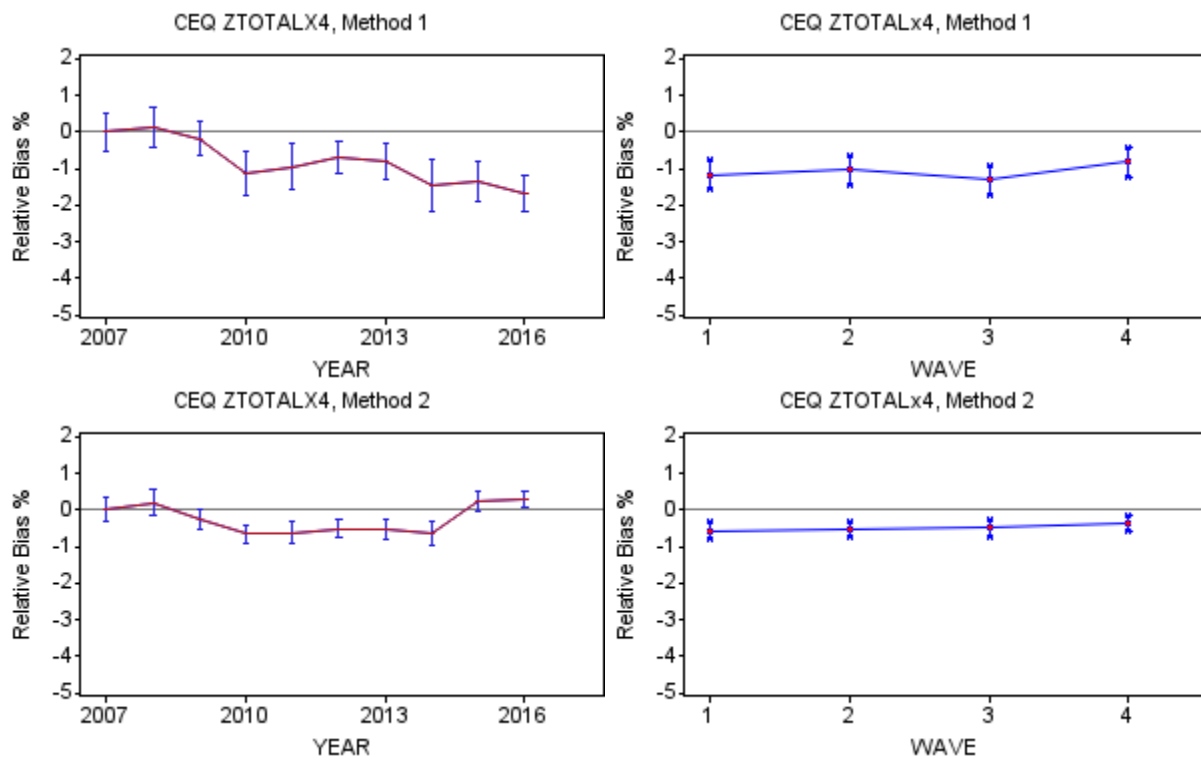 CEQ ZTOTALX4, Method 1
Relative Bias %
2
1
0
-1
-2
-3
-4
-5
2007 2010 2013 2016
YEAR
CEQ ZTOTALx4, Method 1
Relative Bias %
2
1
0
-1
-2
-3
-4
-5
1 2 3 4
WAVE
CEQ ZTOTALX4, Method 2
Relative Bias %
2
1
0
-1
-2
-3
-4
-5
2007 2010 2013 2016
YEAR
CEQ ZTOTALx4, Method 2
Relative Bias %
2
1
0
-1
-2
-3
-4
-5
1 2 3 4
WAVE